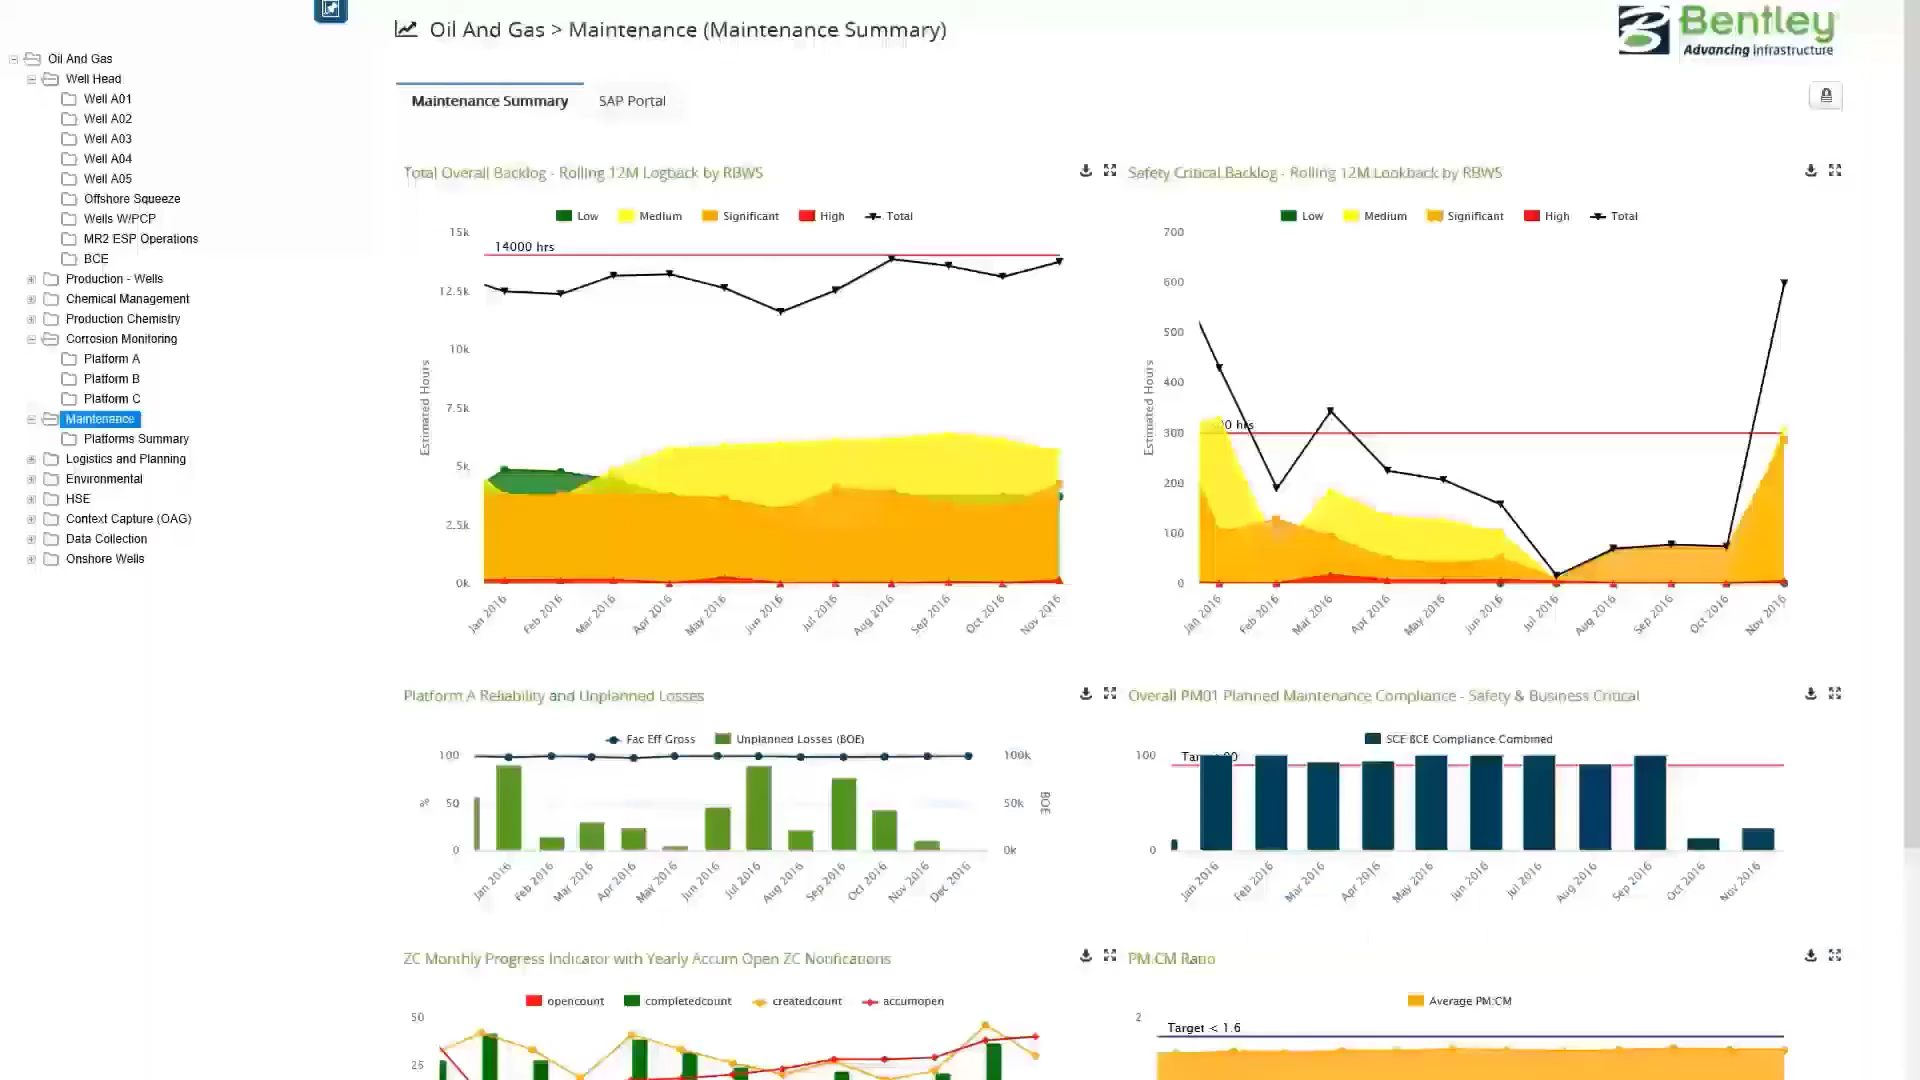 Oil And Gas > Maintenance (Maintenance Summary)
Bentley
Advancing Infrastructure
Oil And Gas
Well Head
Well A01
Well A02
Well A03
Well A04
Well A05
Offshore Squeeze
Wells W/PCP
MR2 ESP Operations
BCE
Production - Wells
Chemical Management
Production Chemistry
Corrosion Monitoring
Platform A
Platform B
Platform C
Maintenance
Platforms Summary
Logistics and Planning
Environmental
HSE
Context Capture (OAG)
Data Collection
Onshore Wells
Maintenance Summary
SAP Portal
Total Overall Backlog - Rolling 12M Logback by RBWS
Low Medium Significant High Total
15k
14000 hrs
12.5k
10k
7.5k
5k
2.5k
0k
Estimated Hours
Jan 2016 Feb 2016 Mar 2016 Apr 2016 May 2016 Jun 2016 Jul 2016 Aug 2016 Sep 2016 Oct 2016 Nov 2016
Safety Critical Backlog - Rolling 12M Lookback by RBWS
Low Medium Significant High Total
700
600
500
400
300
hrs
200
100
0
Estimated Hours
Jan 2016 Feb 2016 Mar 2016 Apr 2016 May 2016 Jun 2016 Jul 2016 Aug 2016 Sep 2016 Oct 2016 Nov 2016
Platform A Reliability and Unplanned Losses
Fac Eff Gross Unplanned Losses (BOE)
100
50
0
%
100k
50k
0k
BOE
Jan 2016 Feb 2016 Mar 2016 Apr 2016 May 2016 Jun 2016 Jul 2016 Aug 2016 Sep 2016 Oct 2016 Nov 2016 Dec 2016
Overall PM01 Planned Maintenance Compliance - Safety & Business Critical
SCE BCE Compliance Combined
100
0
Jan 2016 Feb 2016 Mar 2016 Apr 2016 May 2016 Jun 2016 Jul 2016 Aug 2016 Sep 2016 Oct 2016 Nov 2016
ZC Monthly Progress Indicator with Yearly Accum Open ZC Notifications
opencount completedcount createdcount accumopen
50
25
PM CM Ratio
Average PM:CM
2
Target < 1.6